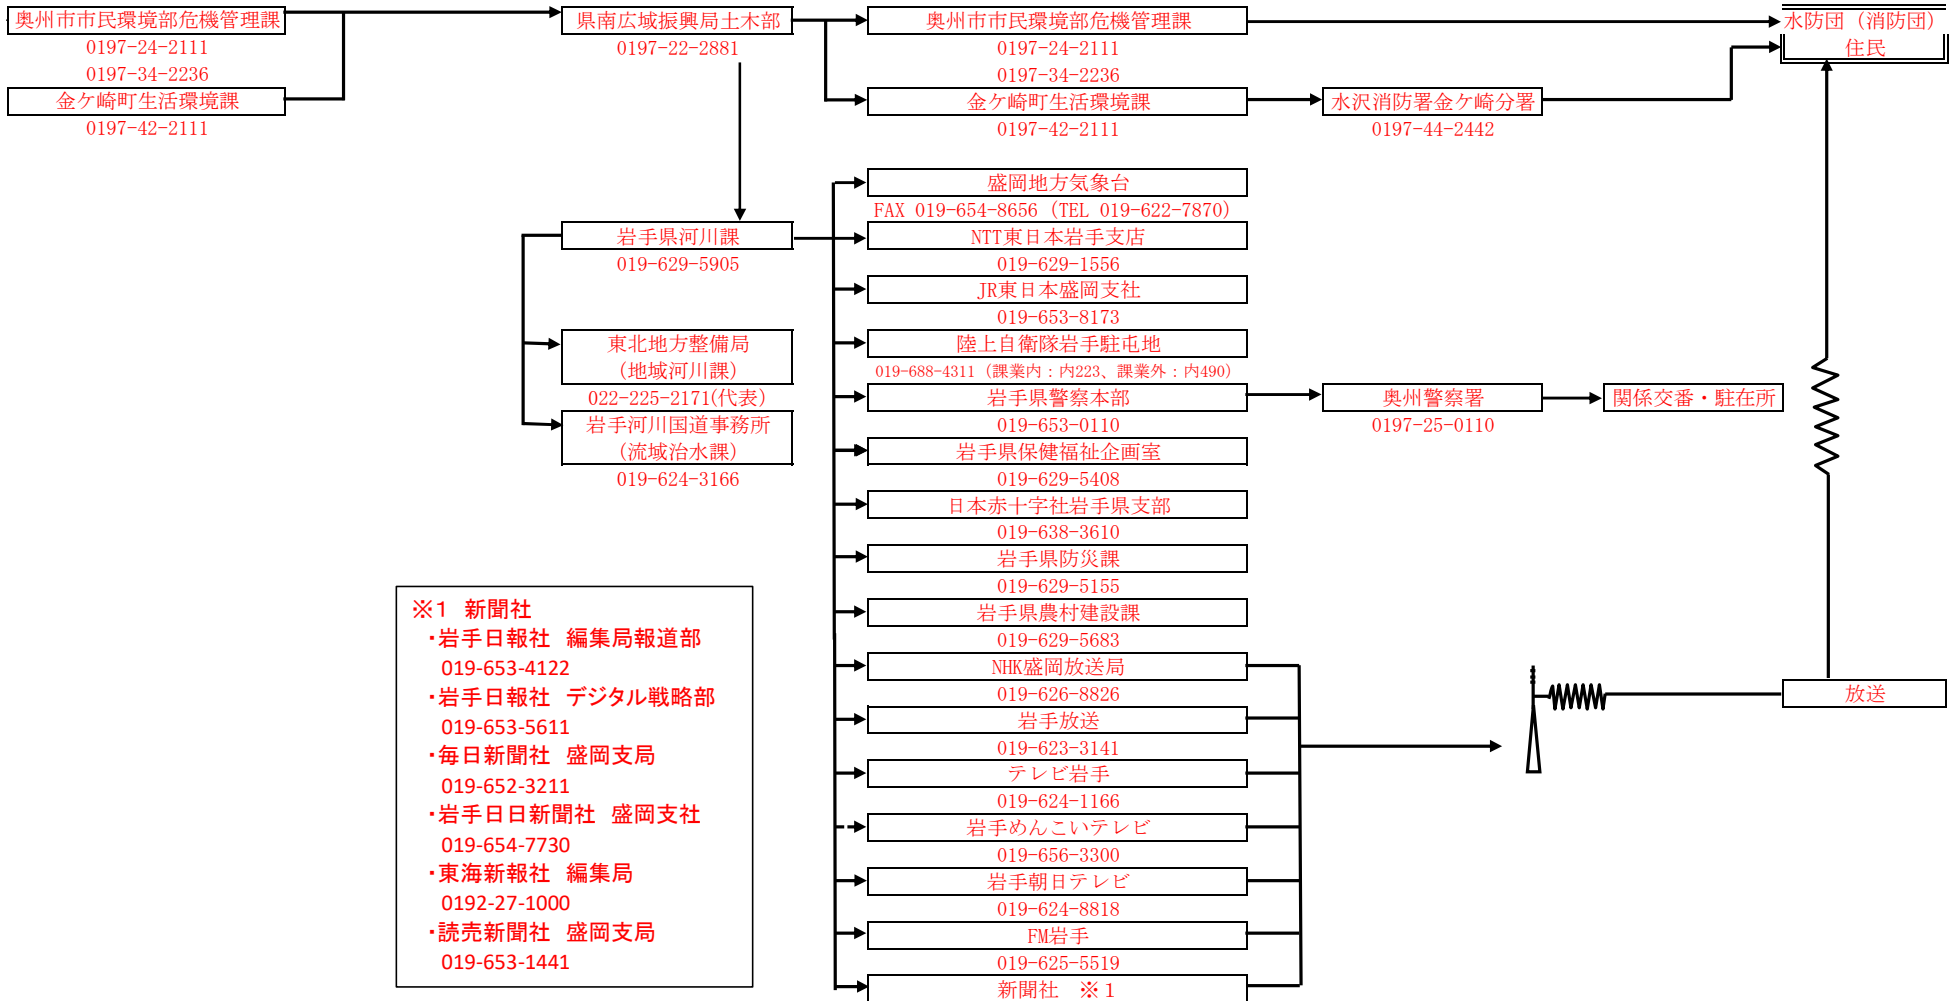 奥州市市民環境部危機管理課
0197-24-2111
0197-34-2236
金ケ崎町生活環境課
0197-42-2111
県南広域振興局土木部
0197-22-2881
奥州市市民環境部危機管理課
0197-24-2111
0197-34-2236
金ケ崎町生活環境課
0197-42-2111
水沢消防署金ケ崎分署
0197-44-2442
水防団（消防団）
住民
岩手県河川課
019-629-5905
東北地方整備局
（地域河川課）
022-225-2171(代表)
岩手河川国道事務所
（流域治水課）
019-624-3166
盛岡地方気象台
FAX 019-654-8656（TEL 019-622-7870）
NTT東日本岩手支店
019-629-1556
JR東日本盛岡支社
019-653-8173
陸上自衛隊岩手駐屯地
019-688-4311（課業内：内223、課業外：内490）
岩手県警察本部
019-653-0110
奥州警察署
0197-25-0110
関係交番・駐在所
岩手県保健福祉企画室
019-629-5408
日本赤十字社岩手県支部
019-638-3610
岩手県防災課
019-629-5155
岩手県農村建設課
019-629-5683
NHK盛岡放送局
019-626-8826
岩手放送
019-623-3141
テレビ岩手
019-624-1166
岩手めんこいテレビ
019-656-3300
岩手朝日テレビ
019-624-8818
FM岩手
019-625-5519
新聞社　※１
放送
※1　新聞社
・岩手日報社　編集局報道部
019-653-4122
・岩手日報社　デジタル戦略部
019-653-5611
・毎日新聞社　盛岡支局
019-652-3211
・岩手日日新聞社　盛岡支社
019-654-7730
・東海新報社　編集局
0192-27-1000
・読売新聞社　盛岡支局
019-653-1441